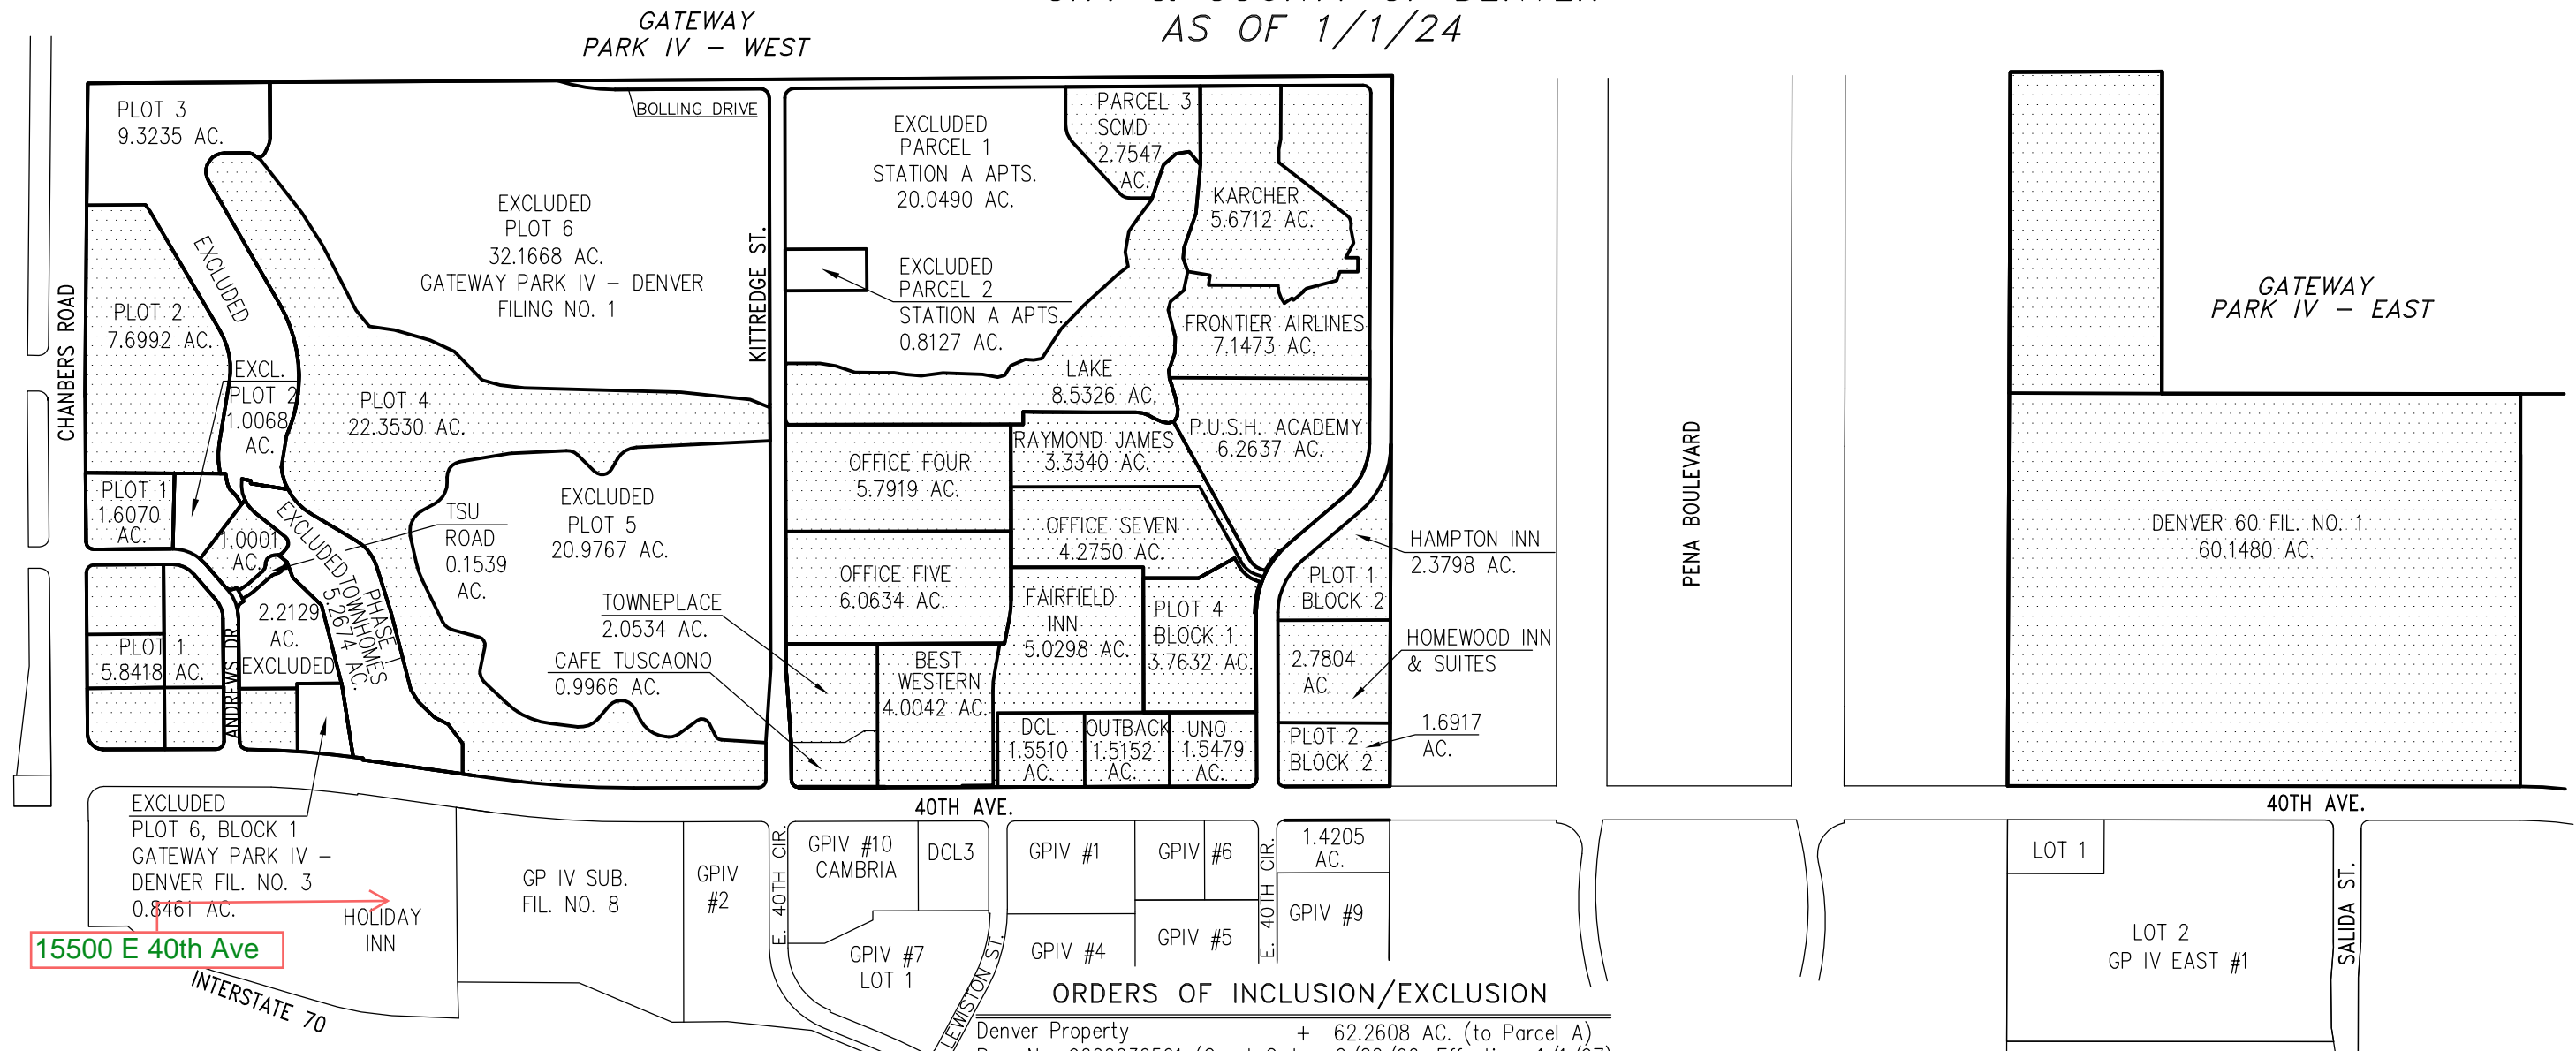 GATEWAY
PARK IV - WEST
CITY & COUNTY OF DENVER
AS OF 1/1/24
PLOT 3
9.3235 AC.
BOLLING DRIVE
EXCLUDED
PLOT 6
32.1668 AC.
GATEWAY PARK IV - DENVER
FILING NO. 1
EXCLUDED
PARCEL 1
STATION A APTS.
20.0490 AC.
PARCEL 3
SCMD
2.7547
AC.
KARCHER
5.6712 AC.
EXCLUDED
PLOT 2
7.6992 AC.
CHANBERS ROAD
KITTREDGE ST.
EXCLUDED
PARCEL 2
STATION A APTS.
0.8127 AC.
FRONTIER AIRLINES
7.1473 AC.
GATEWAY
PARK IV - EAST
EXCL.
PLOT 2
1.0068
AC.
PLOT 4
22.3530 AC.
LAKE
8.5326 AC.
P.U.S.H. ACADEMY
6.2637 AC.
RAYMOND JAMES
3.3340 AC.
OFFICE FOUR
5.7919 AC.
PENA BOULEVARD
PLOT 1
1.6070
AC.
1.0001
AC.
EXCLUDED
PHASE I
TOWNHOMES
5.2674 AC.
TSU
ROAD
0.1539
AC.
EXCLUDED
PLOT 5
20.9767 AC.
OFFICE SEVEN
4.2750 AC.
HAMPTON INN
2.3798 AC.
DENVER 60 FIL. NO. 1
60.1480 AC.
OFFICE FIVE
6.0634 AC.
PLOT 1
BLOCK 2
FAIRFIELD
INN
5.0298 AC.
PLOT 4
BLOCK 1
3.7632 AC.
TOWNEPLACE
2.0534 AC.
CAFE TUSCAONO
0.9966 AC.
2.2129
AC.
EXCLUDED
PLOT 1
5.8418 AC.
ANDREWS DR.
BEST
WESTERN
4.0042 AC.
2.7804
AC.
HOMEWOOD INN
& SUITES
DCL
1.5510
AC.
OUTBACK
1.5152
AC.
UNO
1.5479
AC.
PLOT 2
BLOCK 2
1.6917
AC.
40TH AVE.
40TH AVE.
EXCLUDED
PLOT 6, BLOCK 1
GATEWAY PARK IV -
DENVER FIL. NO. 3
0.8461 AC.
HOLIDAY
INN
15500 E 40th Ave
INTERSTATE 70
GP IV SUB.
FIL. NO. 8
GPIV
#2
E. 40TH CIR.
GPIV #10
CAMBRIA
DCL3
GPIV #7
LOT 1
LEWISTON ST.
GPIV #1
GPIV #4
GPIV #6
GPIV #5
E. 40TH CIR.
1.4205
AC.
GPIV #9
LOT 1
LOT 2
GP IV EAST #1
SALIDA ST.
ORDERS OF INCLUSION/EXCLUSION
Denver Property + 62.2608 AC. (to Parcel A)